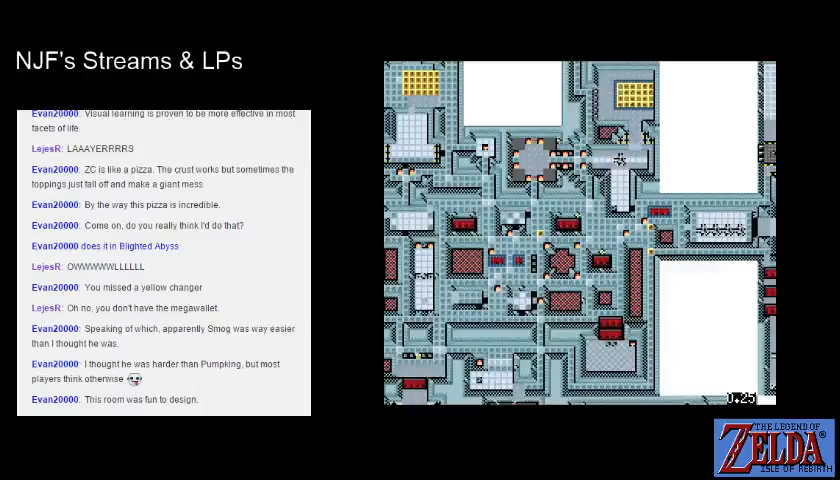 NJF's Streams & LPs
Evan20000: Visual learning is proven to be more effective in most
facets of life.
LejesR: LAAAYERRRRS
Evan20000: ZC is like a pizza. The crust works but sometimes the
toppings just fall off and make a giant mess
Evan20000: By the way this pizza is incredible.
Evan20000: Come on, do you really think I'd do that?
Evan20000 does it in Blighted Abyss
LejesR: OWWWWWLLLLLL
Evan20000: You missed a yellow changer
LejesR: Oh no, you don't have the megawallet.
Evan20000: Speaking of which, apparently Smog was way easier
than I thought he was.
Evan20000: I thought he was harder than Pumpking, but most
players think otherwise
Evan20000: This room was fun to design.
0.25
THE LEGEND OF
ZELDA®
ISLE OF REBIRTH